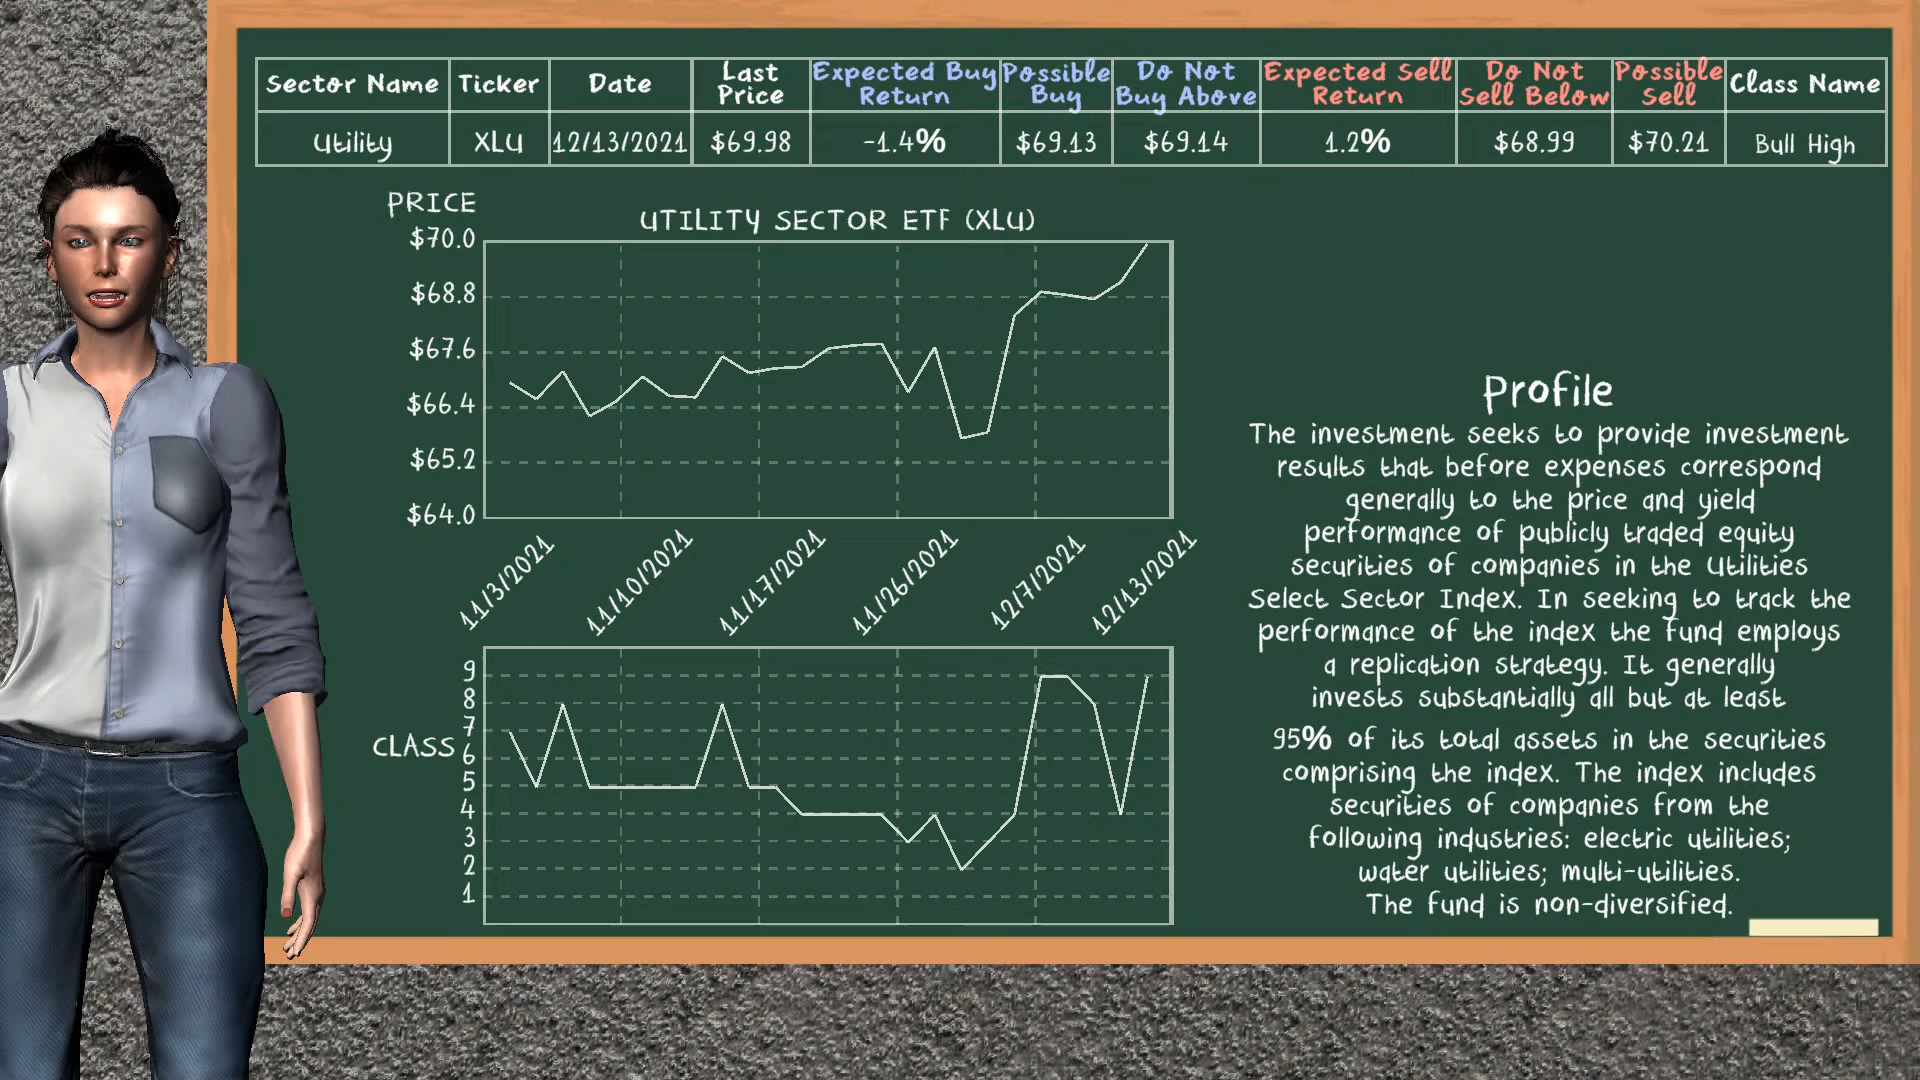 Sector Name Ticker Date Last Price Expected Buy Return Possible Buy Do Not Buy Above Expected Sell Return Do Not Sell Below Possible Sell Class Name
Utility XLU 12/13/2021 $69.98 -1.4% $69.13 $69.14 1.2% $68.99 $70.21 Bull High
PRICE
UTILITY SECTOR ETF (XLU)
$70.0
$68.8
$67.6
$66.4
$65.2
$64.0
11/3/2021 11/10/2021 11/17/2021 11/26/2021 12/7/2021 12/13/2021
CLASS
9
8
7
6
5
4
3
2
1
Profile
The investment seeks to provide investment
results that before expenses correspond
generally to the price and yield
performance of publicly traded equity
securities of companies in the Utilities
Select Sector Index. In seeking to track the
performance of the index the fund employs
a replication strategy. It generally
invests substantially all but at least
95% of its total assets in the securities
comprising the index. The index includes
securities of companies from the
following industries: electric utilities;
water utilities; multi-utilities.
The fund is non-diversified.